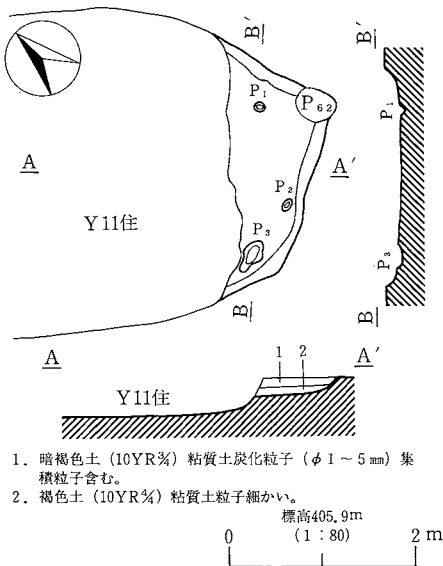 B′
B′
P₁
P₆₂
P₁
A
A′
P₂
Y11住
P₃
P₃
B
B
A
A′
1 2
Y11住
1. 暗褐色土（10YR¾）粘質土炭化粒子（φ1～5㎜）集
積粒子含む。
2. 褐色土（10YR4/4）粘質土粒子細かい。
標高405.9m
（1：80）
0 2m